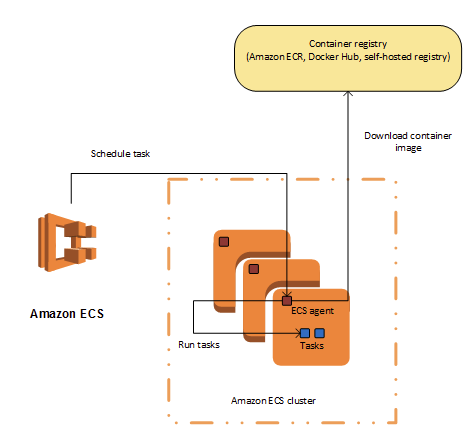 Container registry
(Amazon ECR, Docker Hub, self-hosted registry)
Download container
image
Schedule task
Amazon ECS
ECS agent
Run tasks
Tasks
Amazon ECS cluster